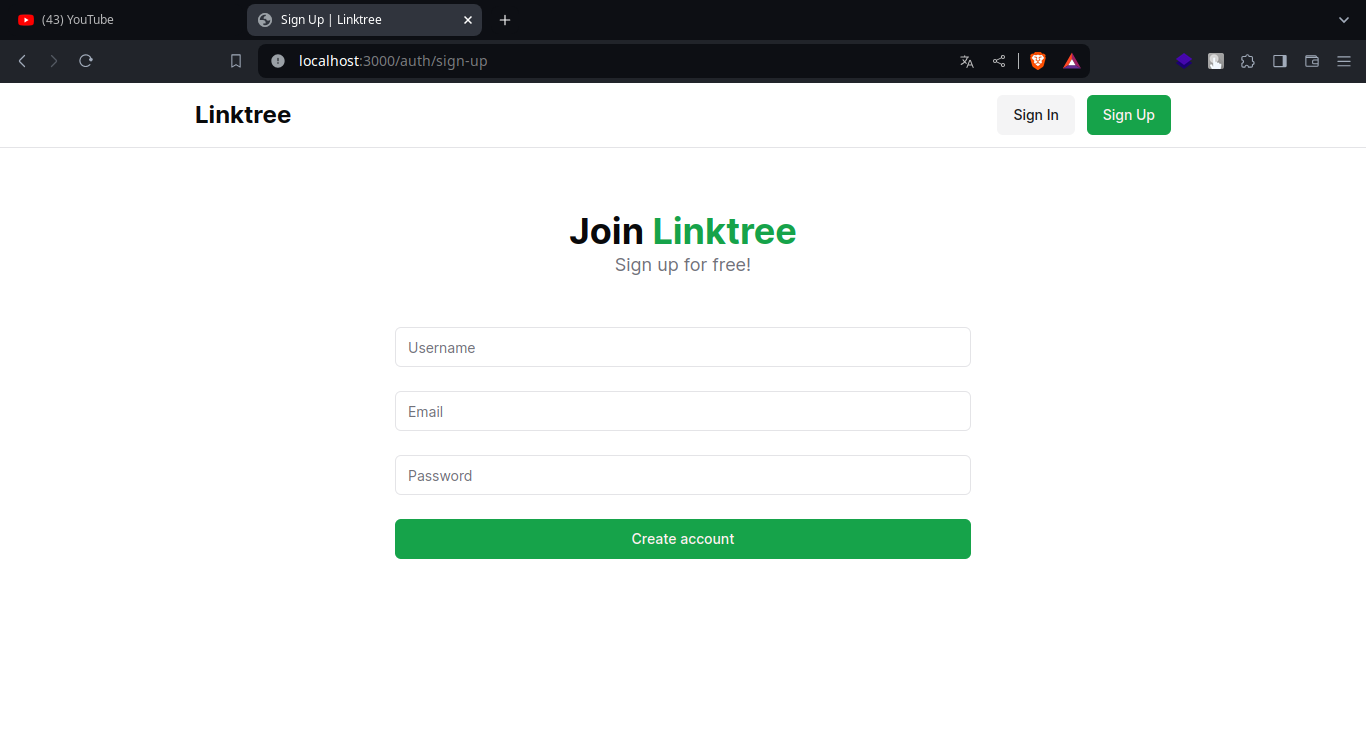 (43) YouTube
Sign Up | Linktree
localhost:3000/auth/sign-up
Linktree
Sign In
Sign Up
Join Linktree
Sign up for free!
Username
Email
Password
Create account